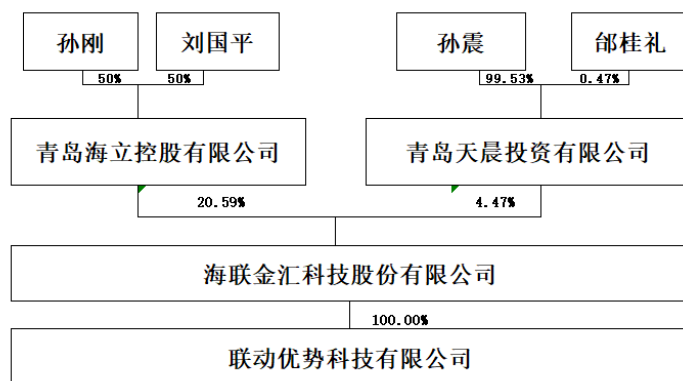 孙刚
刘国平
孙震
邰桂礼
50%
50%
99.53%
0.47%
青岛海立控股有限公司
青岛天晨投资有限公司
20.59%
4.47%
海联金汇科技股份有限公司
100.00%
联动优势科技有限公司